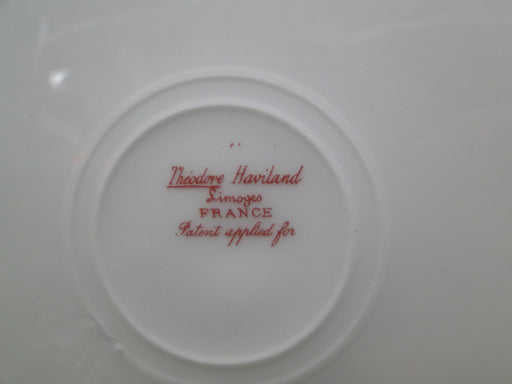 Théodore Haviland
Limoges
FRANCE
Patent applied for